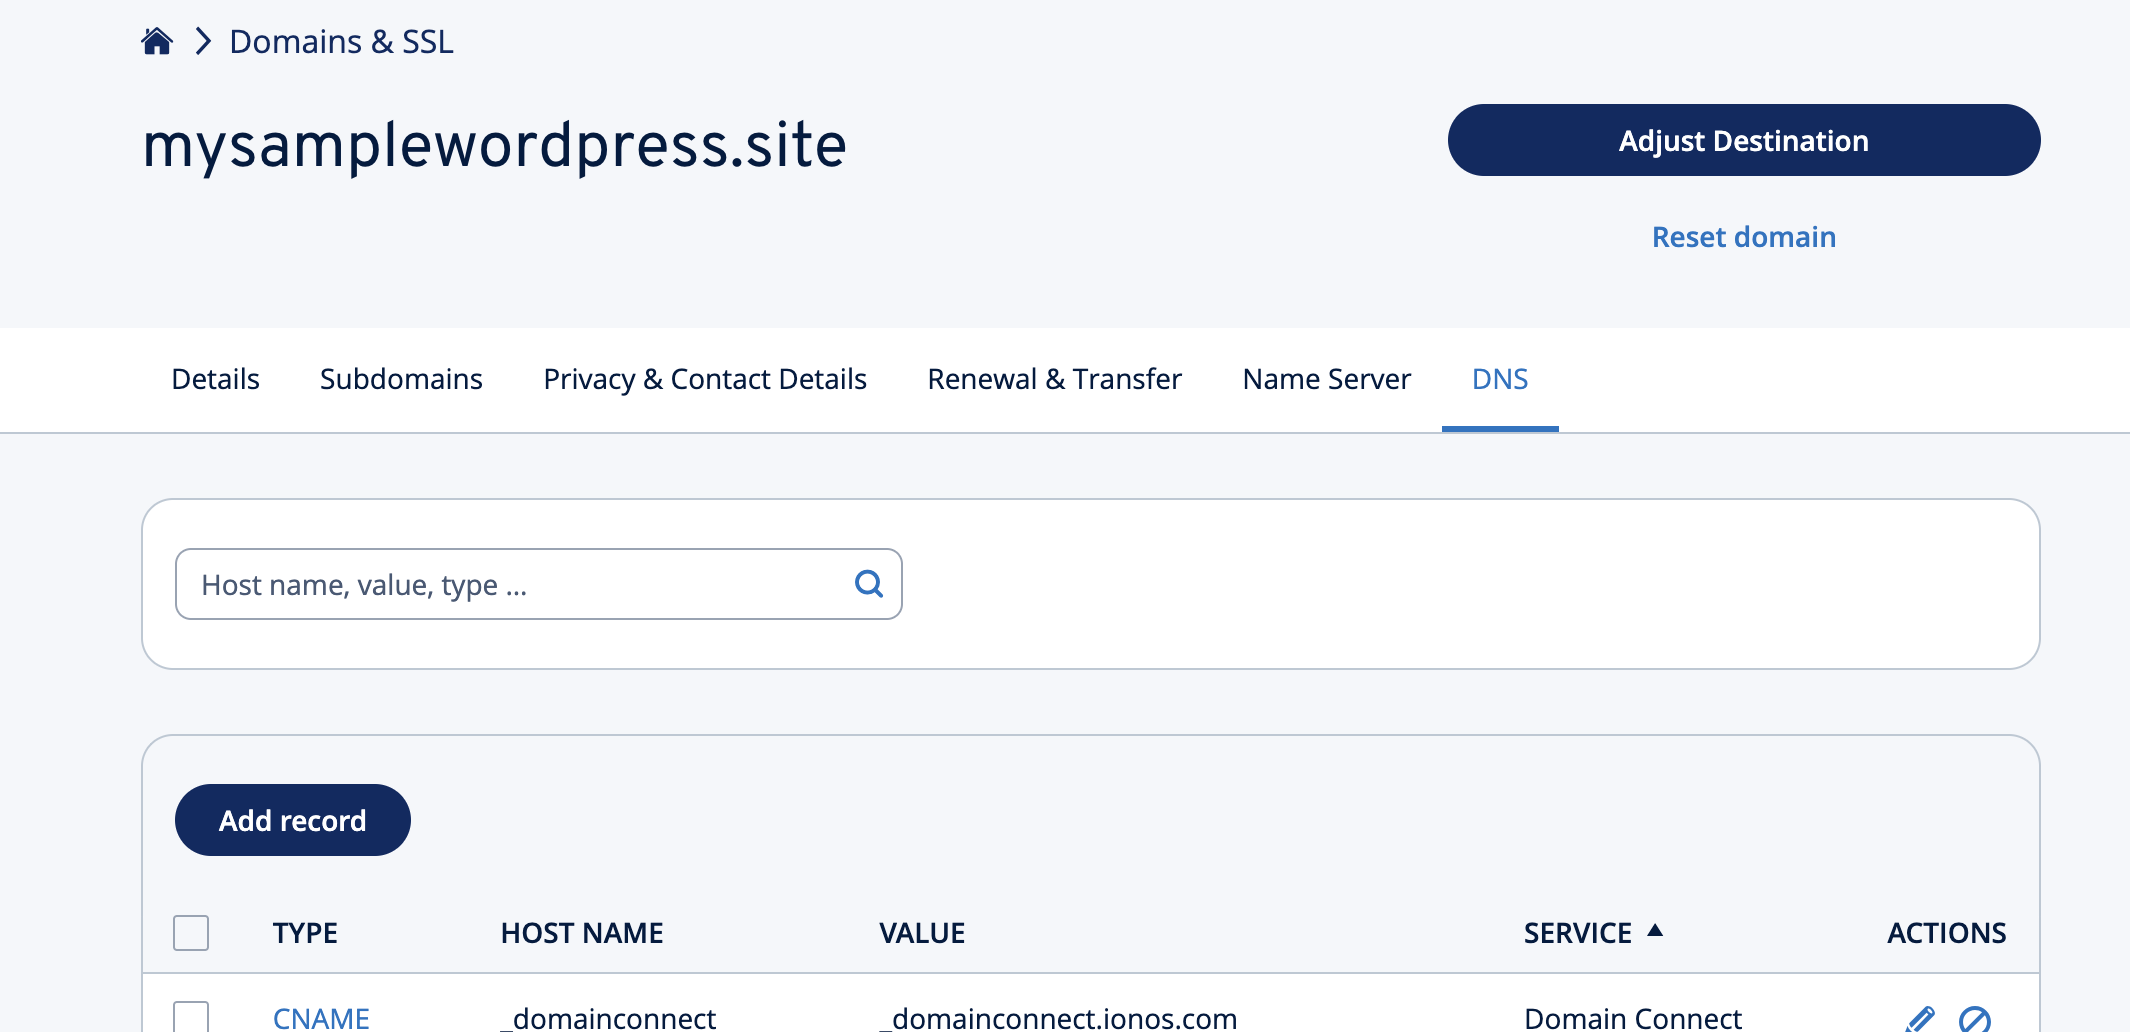 Domains & SSL
mysamplewordpress.site
Adjust Destination
Reset domain
Details Subdomains Privacy & Contact Details Renewal & Transfer Name Server DNS
Host name, value, type ...
Add record
TYPE HOST NAME VALUE SERVICE ACTIONS
CNAME _domainconnect _domainconnect.ionos.com Domain Connect